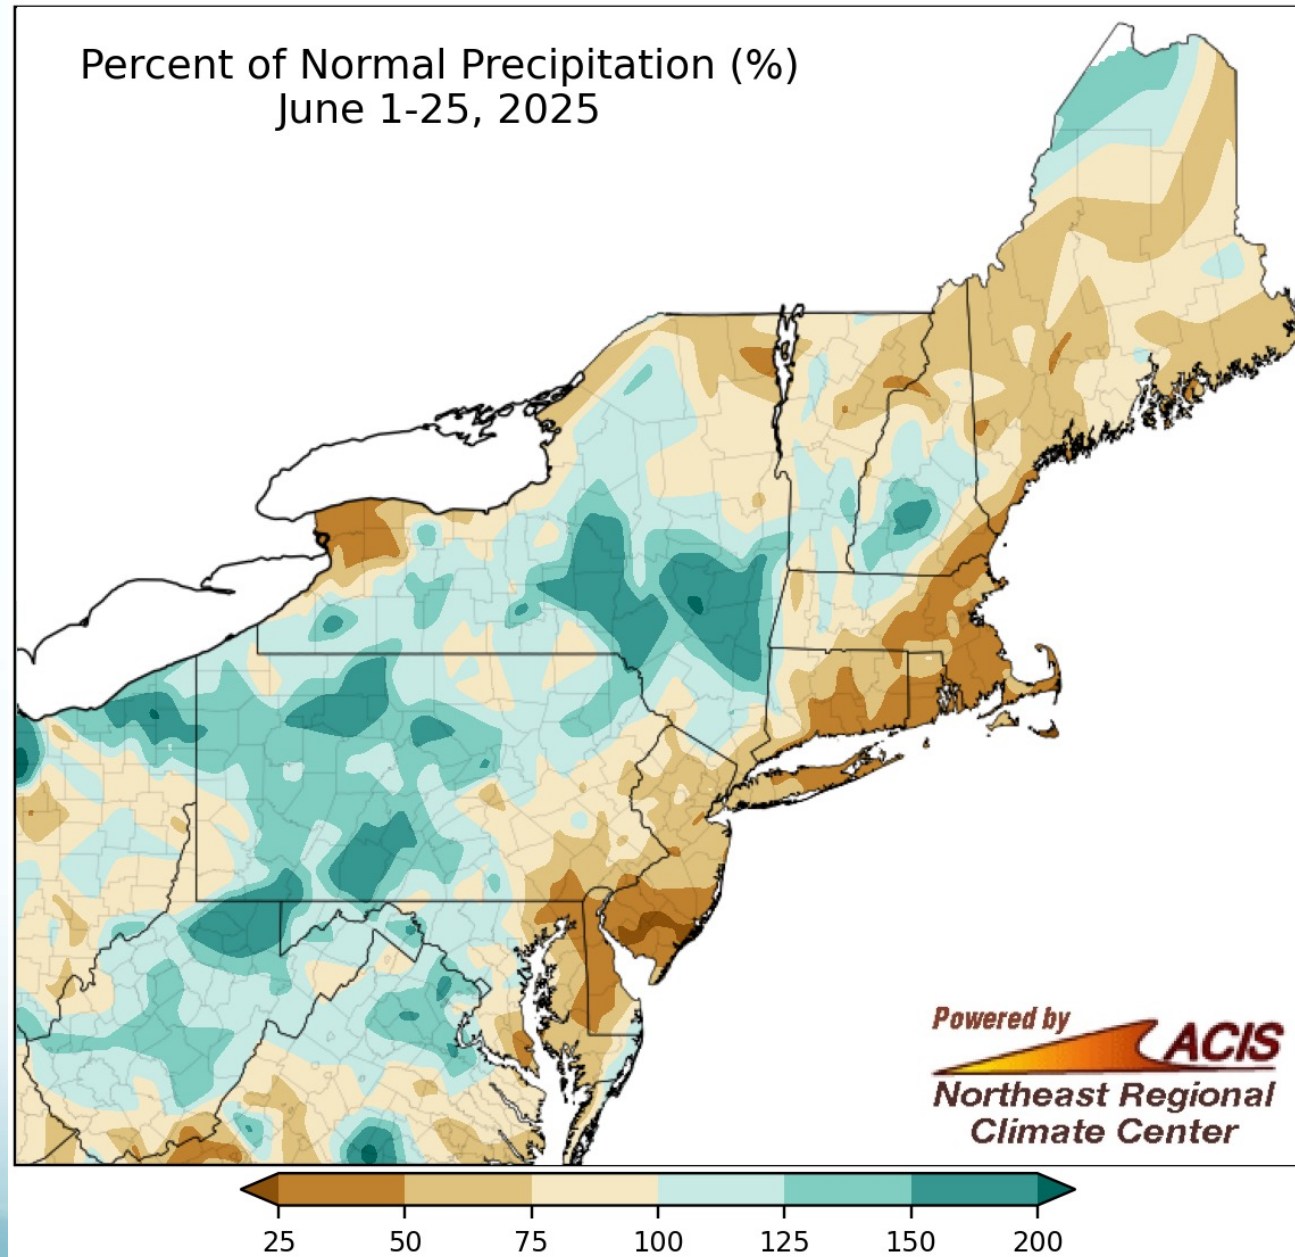 Percent of Normal Precipitation (%)
June 1-25, 2025
Powered by
ACIS
Northeast Regional
Climate Center
25 50 75 100 125 150 200